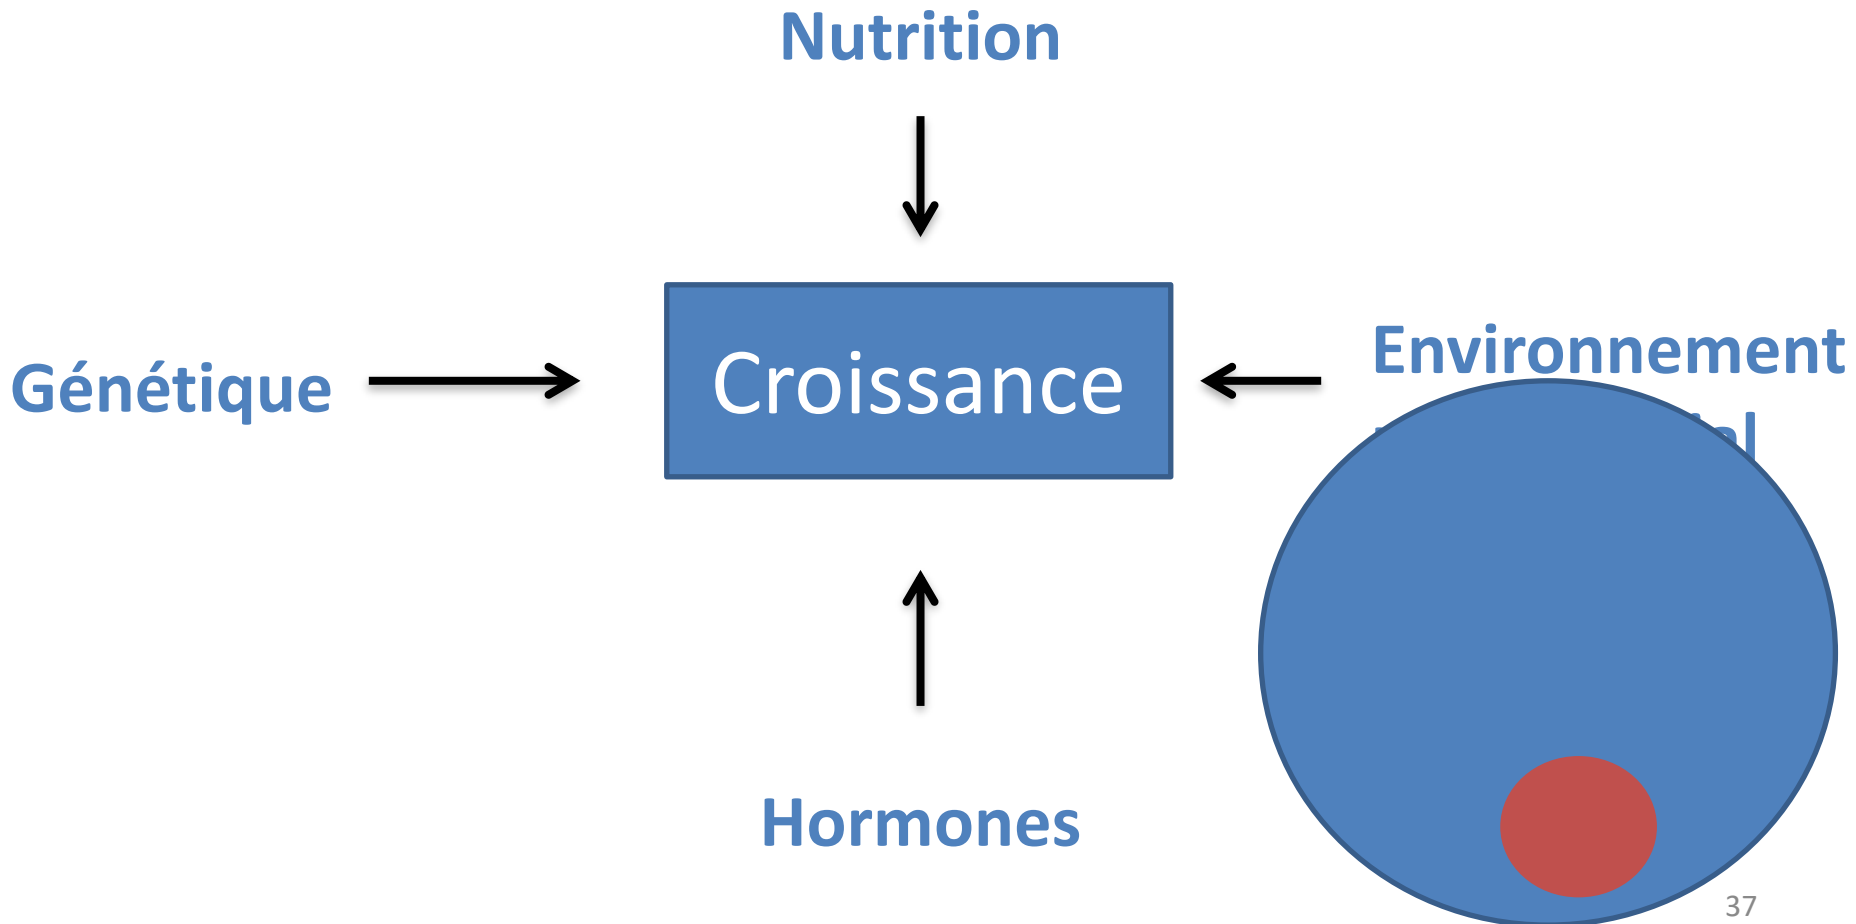 Nutrition
Génétique
Croissance
Environnement
Hormones
37